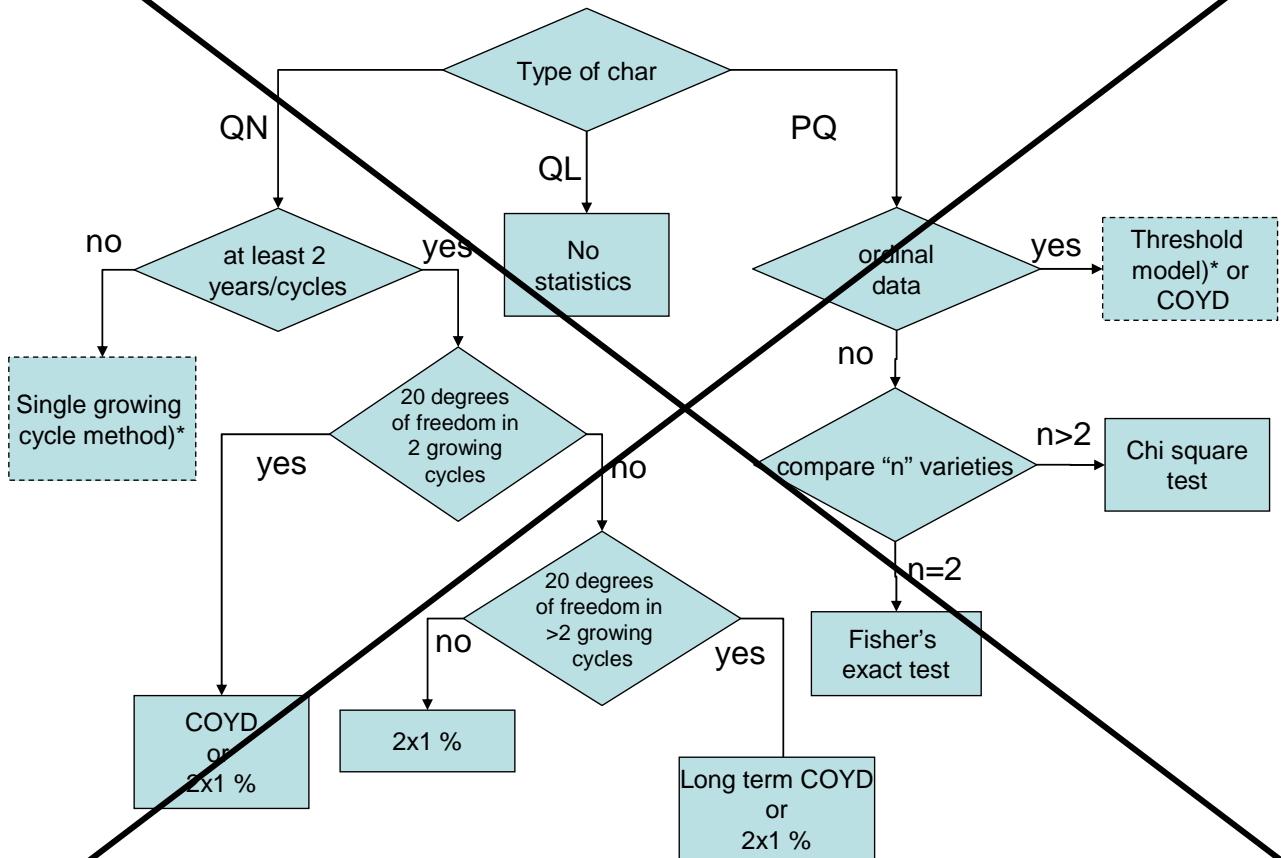 Type of char
QN
QL
PQ
at least 2
years/cycles
no
yes
No
statistics
ordinal
data
yes
Threshold
model)* or
COYD
no
Single growing
cycle method)*
20 degrees
of freedom in
2 growing
cycles
yes
no
compare “n” varieties
n>2
Chi square
test
n=2
Fisher's
exact test
20 degrees
of freedom in
>2 growing
cycles
no
yes
COYD
or
2x1 %
2x1 %
Long term COYD
or
2x1 %